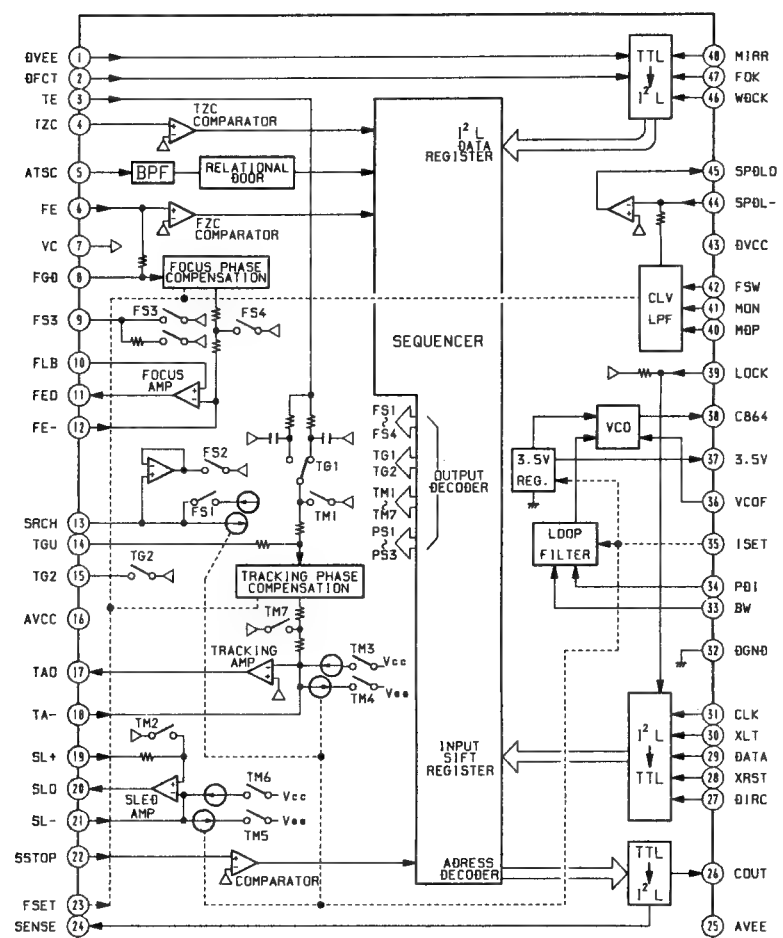 DVEE 1
DFCT 2
TE 3
TZC 4
ATSC 5
FE 6
VC 7
FGD 8
FS3 9
FLB 10
FEO 11
FE- 12
SRCH 13
TGU 14
TG2 15
AVCC 16
TAO 17
TA- 18
SL+ 19
SLO 20
SL- 21
SSTOP 22
FSET 23
SENSE 24
TZC
COMPARATOR
BPF
RELATIONAL
DOOR
FZC
COMPARATOR
FOCUS PHASE
COMPENSATION
FS3
FS4
FOCUS
AMP
FS2
FS1
TG1
TM1
TG2
TRACKING PHASE
COMPENSATION
TM7
TRACKING
AMP
TM3
Vcc
TM4
Vee
TM2
SLED
AMP
TM6
Vcc
TM5
Vee
COMPARATOR
I² L
DATA
REGISTER
SEQUENCER
FS1
~
FS4
TG1
TG2
TM1
~
TM7
PS1
~
PS3
OUTPUT
DECODER
INPUT
SIFT
REGISTER
ADRESS
DECODER
TTL
I² L
CLV
LPF
VCO
3.5V
REG.
LOOP
FILTER
I² L
TTL
TTL
I² L
48 MIRR
47 FOK
46 WDCK
45 SPDLO
44 SPDL-
43 DVCC
42 FSW
41 MON
40 MDP
39 LOCK
38 C864
37 3.5V
36 VCOF
35 ISET
34 PDI
33 BW
32 DGND
31 CLK
30 XLT
29 DATA
28 XRST
27 DIRC
26 COUT
25 AVEE